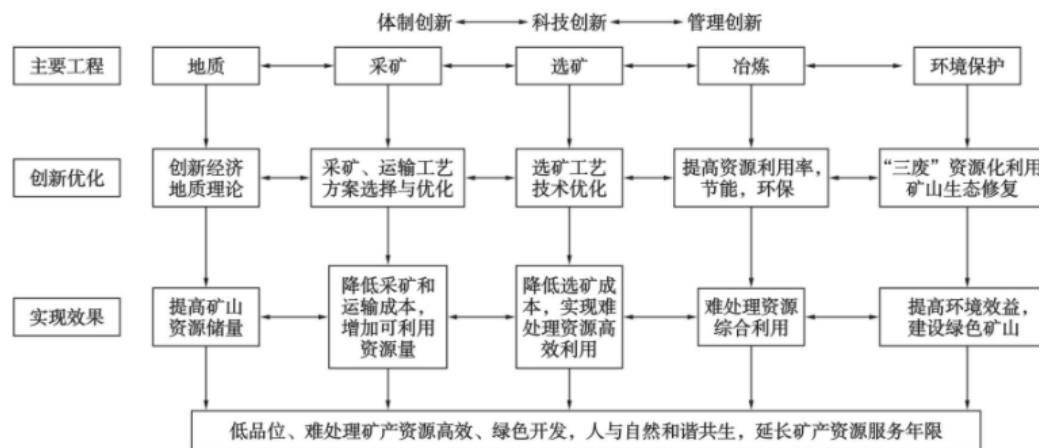 体制创新 科技创新 管理创新
主要工程 地质 采矿 选矿 冶炼 环境保护
创新优化
创新经济
地质理论
采矿、运输工艺
方案选择与优化
选矿工艺
技术优化
提高资源利用率，
节能，环保
“三废”资源化利用
矿山生态修复
实现效果
提高矿山
资源储量
降低采矿和
运输成本，
增加可利用
资源量
降低选矿成
本，实现难
处理资源高
效利用
难处理资源
综合利用
提高环境效益，
建设绿色矿山
低品位、难处理矿产资源高效、绿色开发，人与自然和谐共生，延长矿产资源服务年限